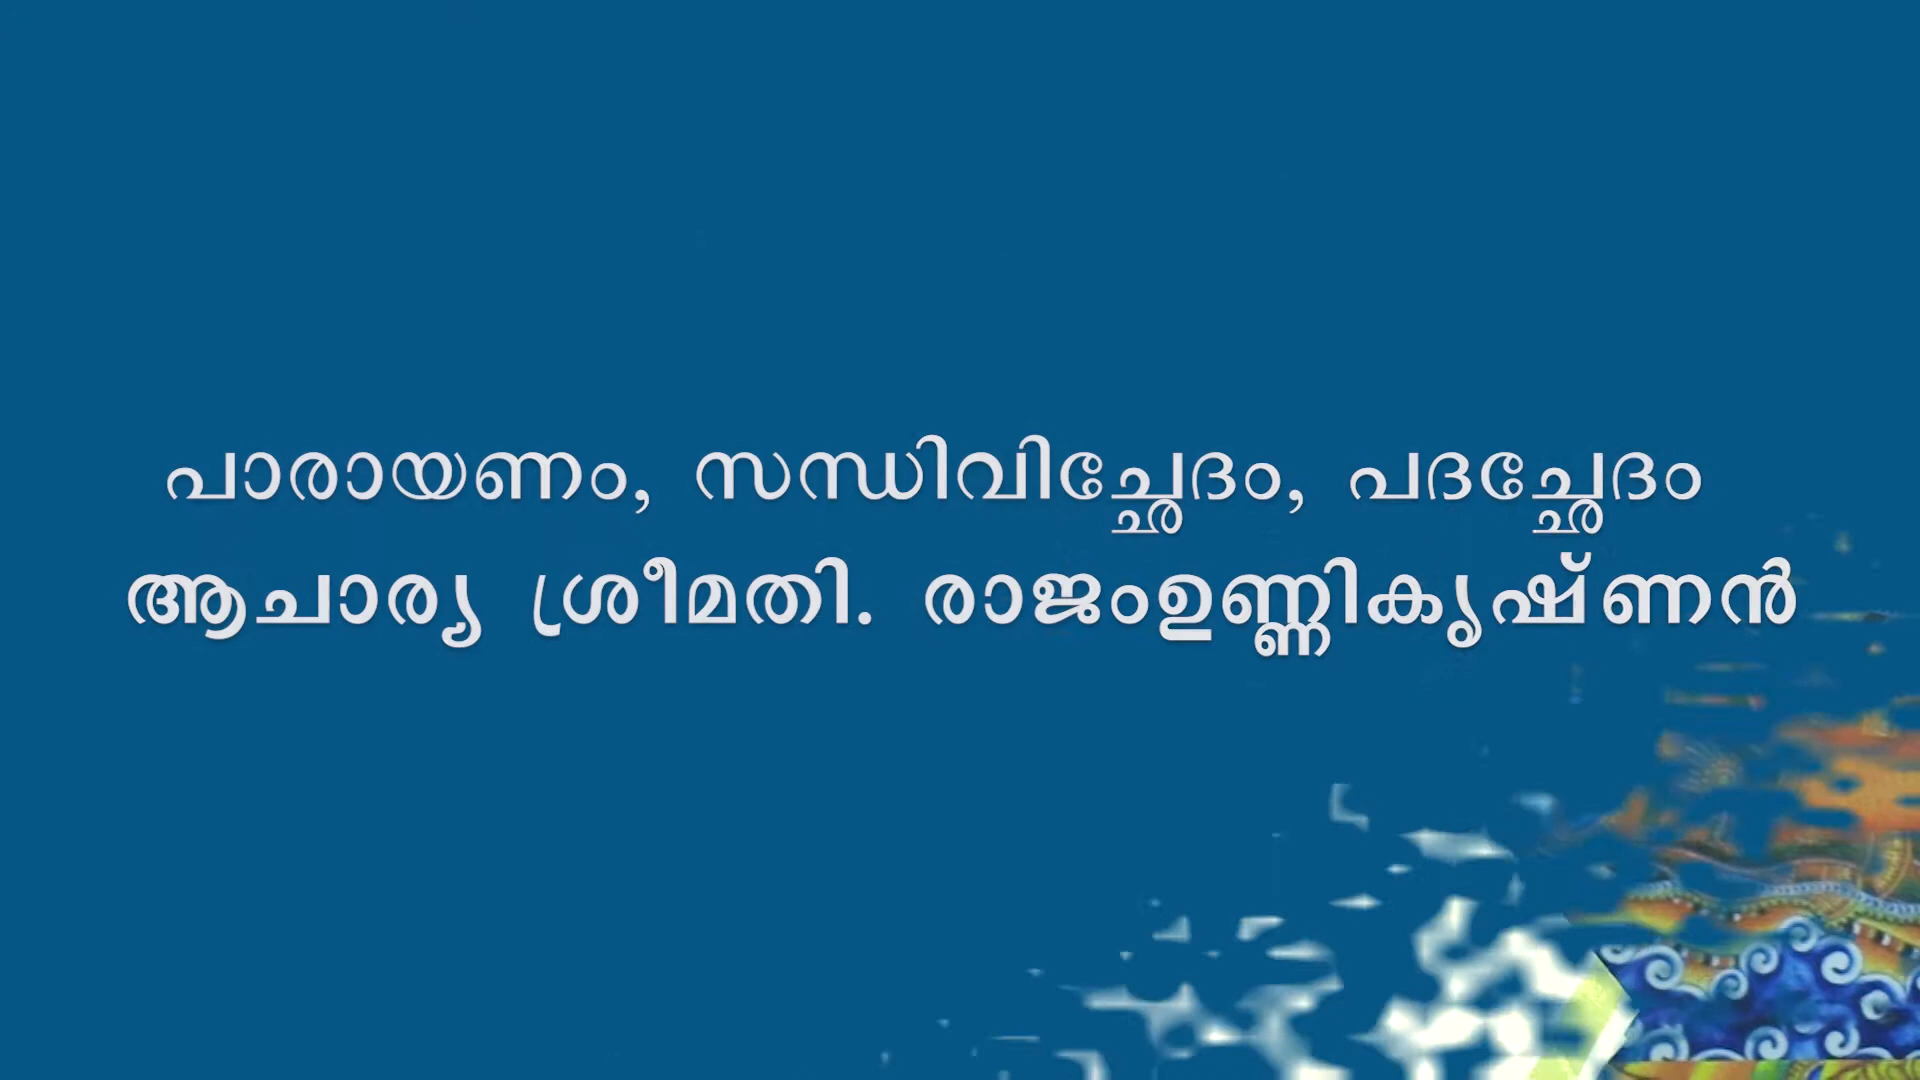 പാരായണം, സന്ധിവിച്ഛേദം, പദച്ഛേദം
ആചാര്യ ശ്രീമതി. രാജംഉണ്ണികൃഷ്ണൻ